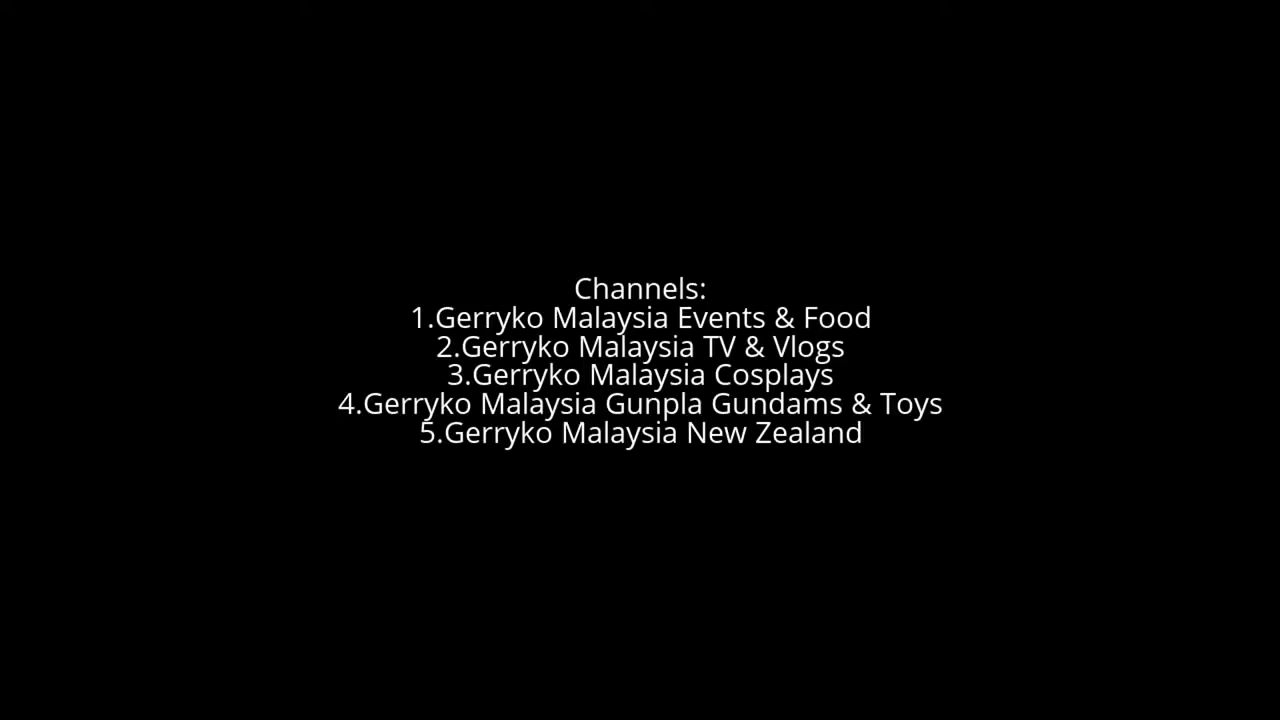 Channels:
1.Gerryko Malaysia Events & Food
2.Gerryko Malaysia TV & Vlogs
3.Gerryko Malaysia Cosplays
4.Gerryko Malaysia Gunpla Gundams & Toys
5.Gerryko Malaysia New Zealand